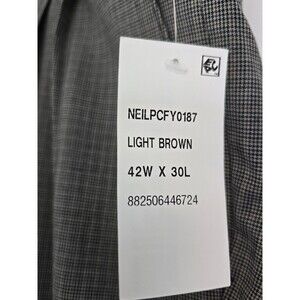 NEILPCFY0187
LIGHT BROWN
42W X 30L
882506446724